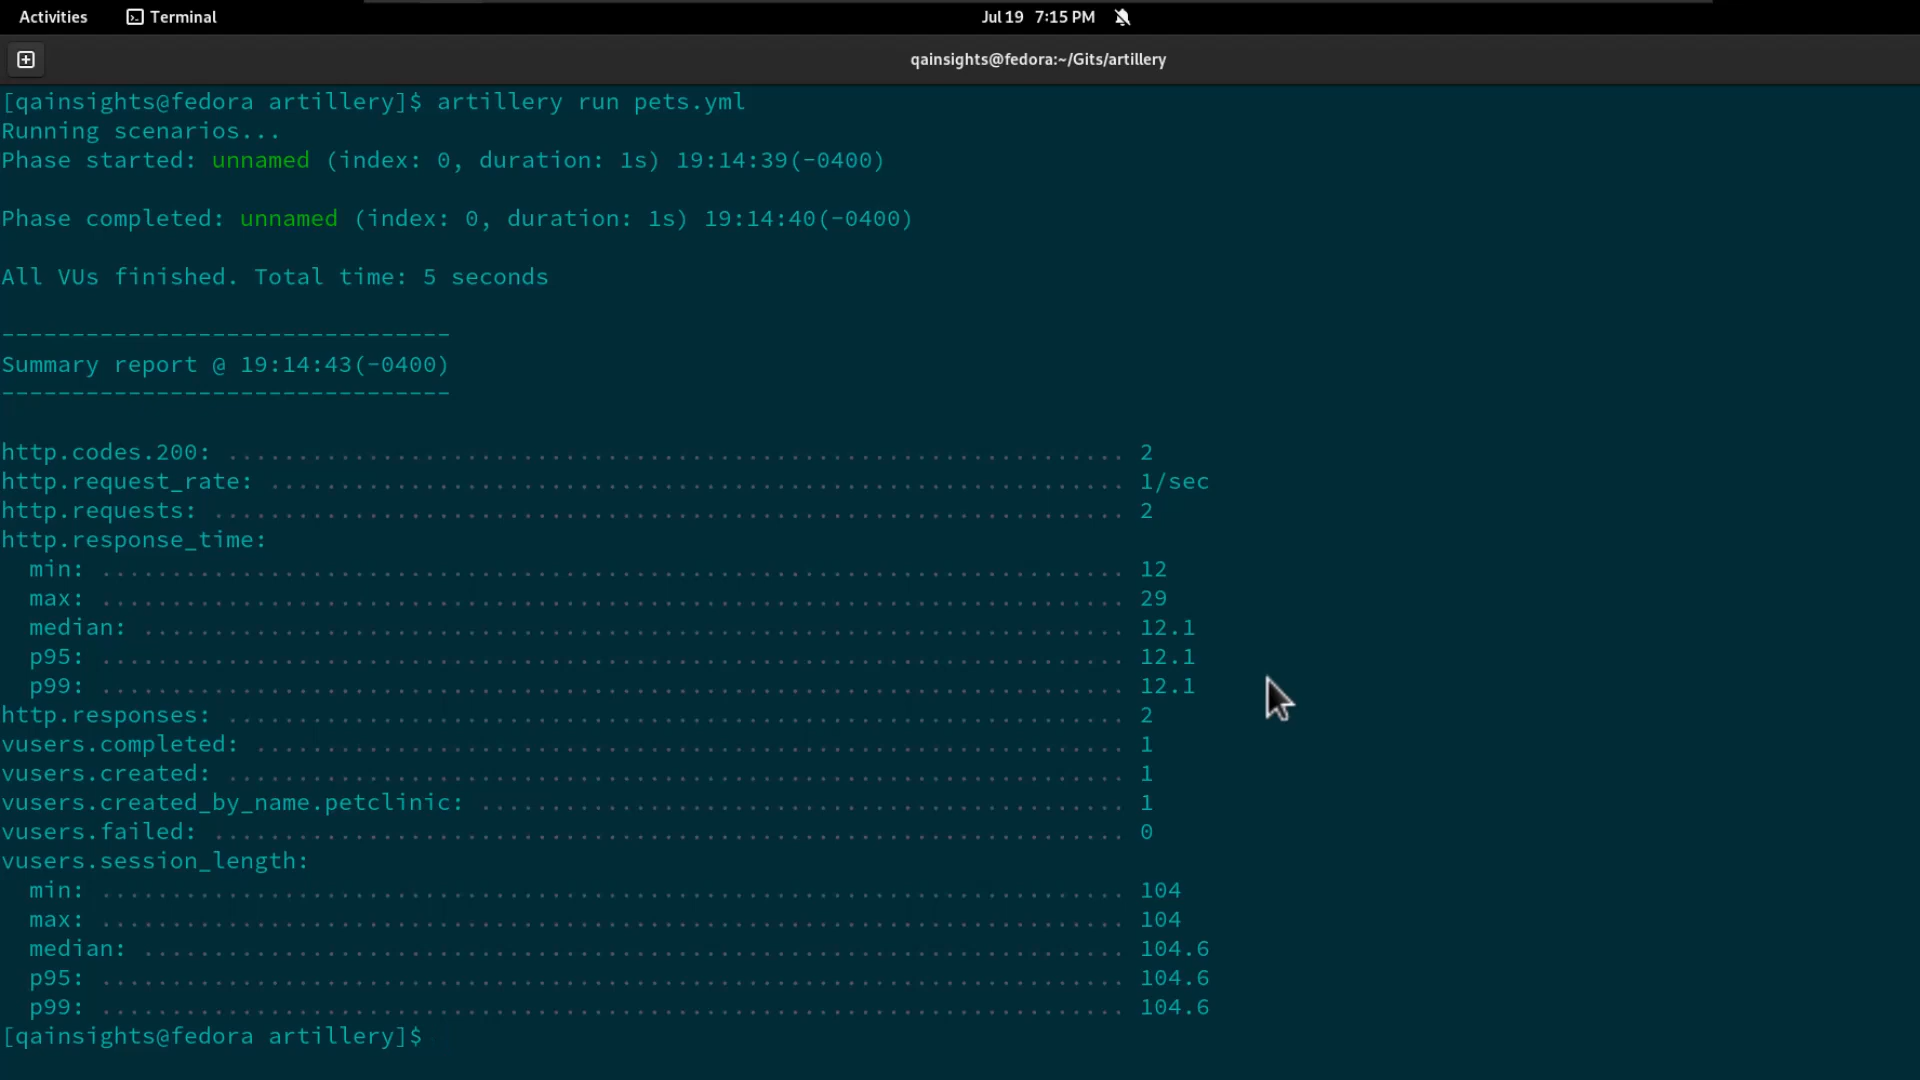 Activities Terminal Jul 19 7:15 PM
qainsights@fedora:~/Gits/artillery
[qainsights@fedora artillery]$ artillery run pets.yml
Running scenarios...
Phase started: unnamed (index: 0, duration: 1s) 19:14:39(-0400)
Phase completed: unnamed (index: 0, duration: 1s) 19:14:40(-0400)
All VUs finished. Total time: 5 seconds
--------------------------------
Summary report @ 19:14:43(-0400)
--------------------------------
http.codes.200: ................................................................ 2
http.request_rate: ............................................................. 1/sec
http.requests: ................................................................. 2
http.response_time:
  min: ......................................................................... 12
  max: ......................................................................... 29
  median: ...................................................................... 12.1
  p95: ......................................................................... 12.1
  p99: ......................................................................... 12.1
http.responses: ................................................................ 2
vusers.completed: .............................................................. 1
vusers.created: ................................................................ 1
vusers.created_by_name.petclinic: .............................................. 1
vusers.failed: ................................................................. 0
vusers.session_length:
  min: ......................................................................... 104
  max: ......................................................................... 104
  median: ...................................................................... 104.6
  p95: ......................................................................... 104.6
  p99: ......................................................................... 104.6
[qainsights@fedora artillery]$